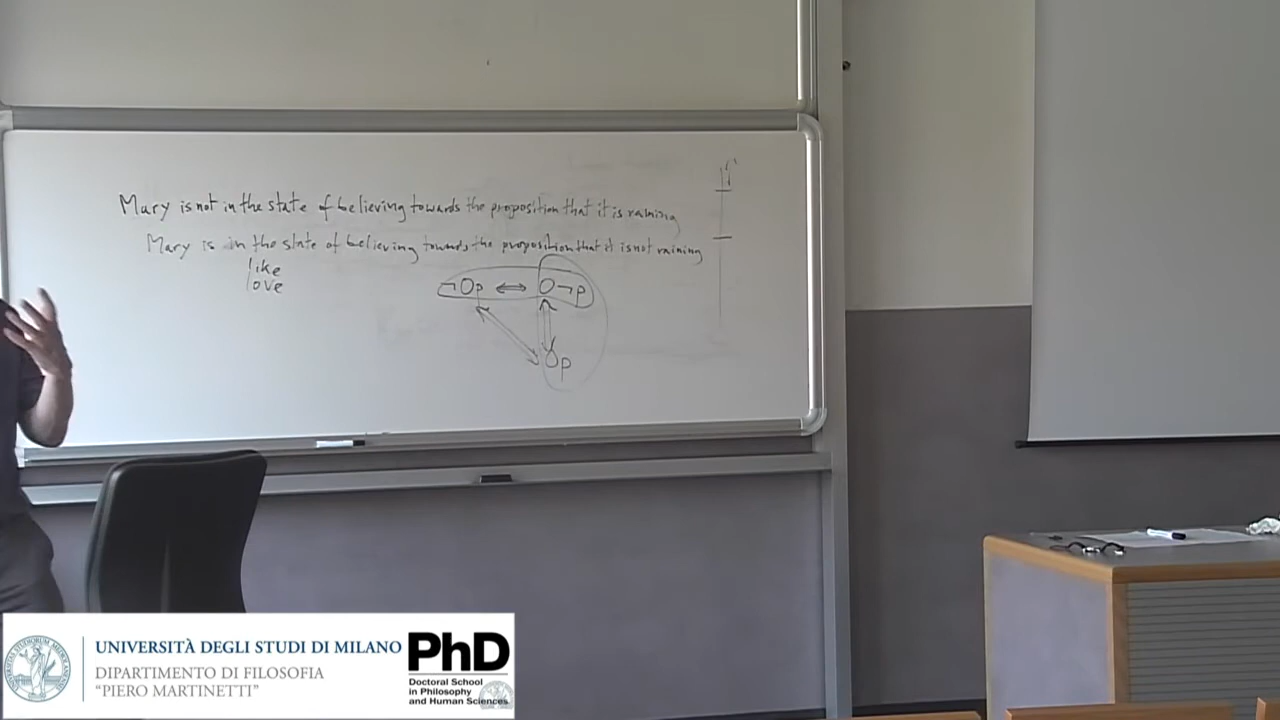 Mary is not in the state of believing towards the proposition that it is raining
Mary is in the state of believing towards the proposition that it is not raining
like
love
¬Op ⟺ O¬p
Op
UNIVERSITÀ DEGLI STUDI DI MILANO
DIPARTIMENTO DI FILOSOFIA
"PIERO MARTINETTI"
PhD
Doctoral School
in Philosophy
and Human Sciences